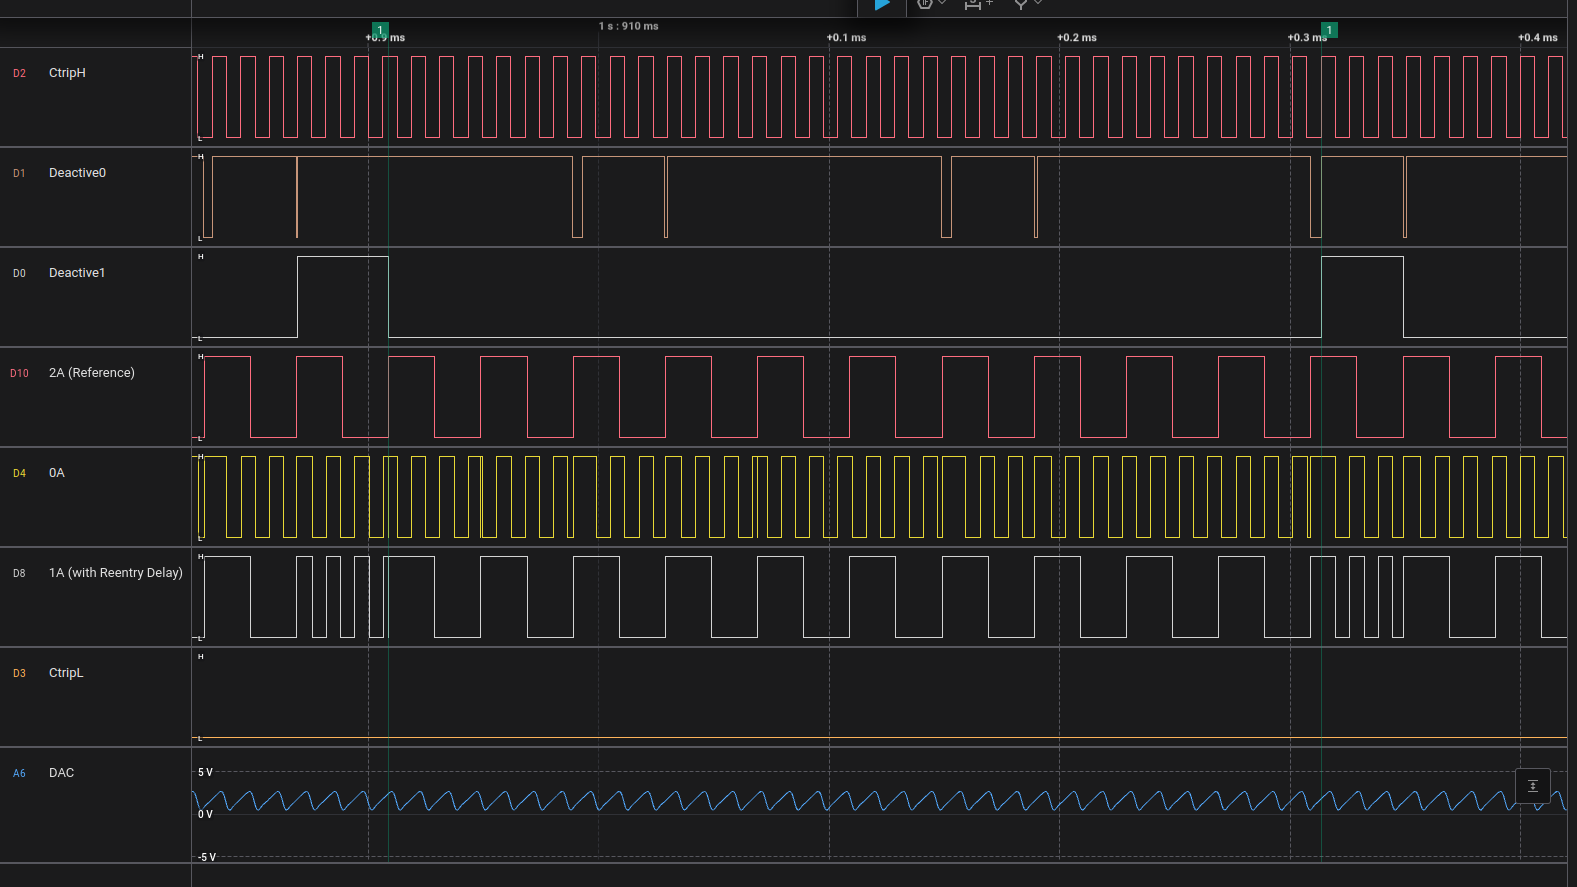 1 s : 910 ms
1
1
+0.9 ms
+0.1 ms
+0.2 ms
+0.3 ms
+0.4 ms
D2 CtripH
H
L
D1 Deactive0
H
L
D0 Deactive1
H
L
D10 2A (Reference)
H
L
D4 0A
H
L
D8 1A (with Reentry Delay)
H
L
D3 CtripL
H
L
A6 DAC
5 V
0 V
-5 V